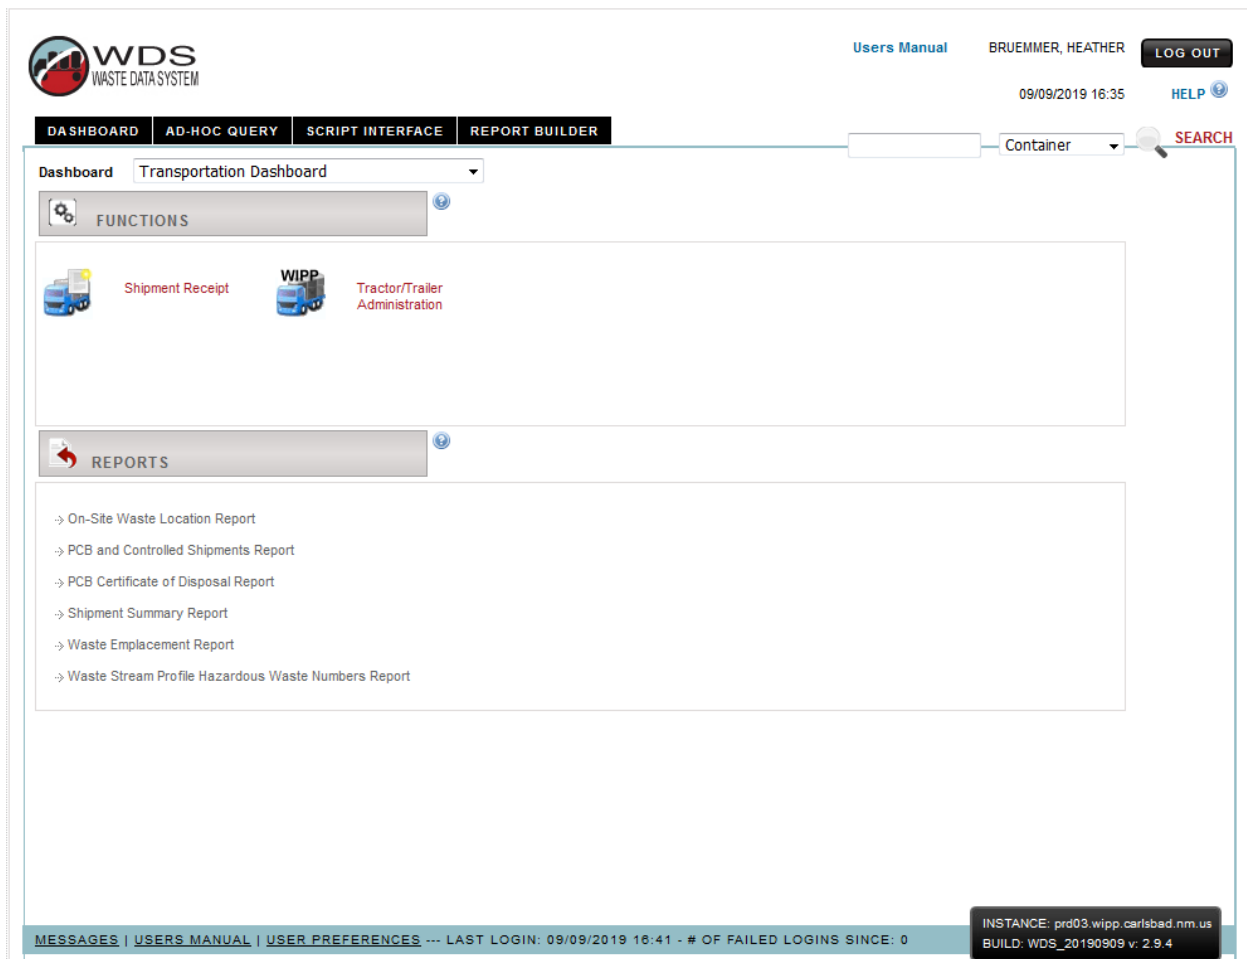 WDS
WASTE DATA SYSTEM
Users Manual
BRUEMMER, HEATHER
LOG OUT
09/09/2019 16:35
HELP
DASHBOARD
AD-HOC QUERY
SCRIPT INTERFACE
REPORT BUILDER
Container
SEARCH
Dashboard
Transportation Dashboard
FUNCTIONS
Shipment Receipt
WIPP
Tractor/Trailer
Administration
REPORTS
On-Site Waste Location Report
PCB and Controlled Shipments Report
PCB Certificate of Disposal Report
Shipment Summary Report
Waste Emplacement Report
Waste Stream Profile Hazardous Waste Numbers Report
MESSAGES | USERS MANUAL | USER PREFERENCES --- LAST LOGIN: 09/09/2019 16:41 - # OF FAILED LOGINS SINCE: 0
INSTANCE: prd03.wipp.carlsbad.nm.us
BUILD: WDS_20190909 v: 2.9.4